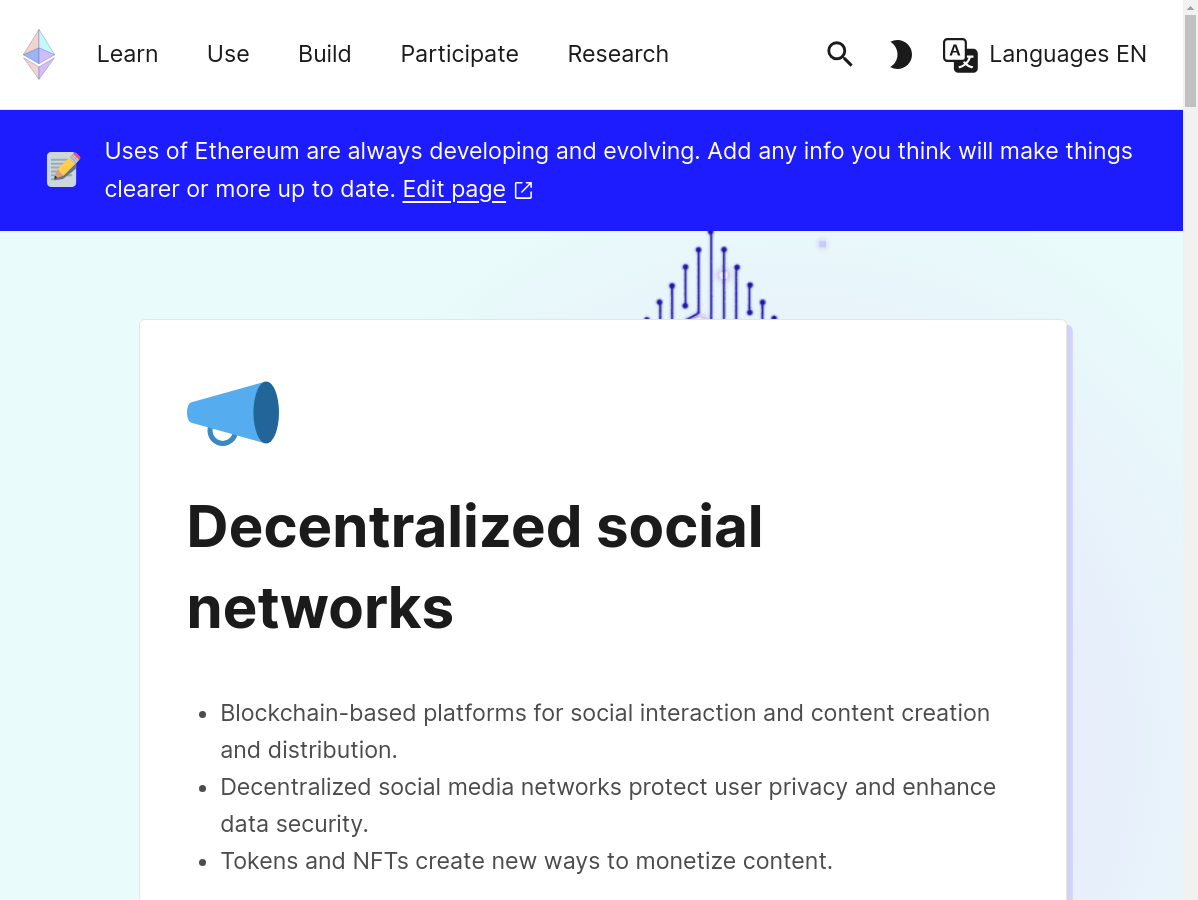 Learn
Use
Build
Participate
Research
Languages EN
Uses of Ethereum are always developing and evolving. Add any info you think will make things
clearer or more up to date. Edit page
Decentralized social
networks
Blockchain-based platforms for social interaction and content creation
and distribution.
Decentralized social media networks protect user privacy and enhance
data security.
Tokens and NFTs create new ways to monetize content.